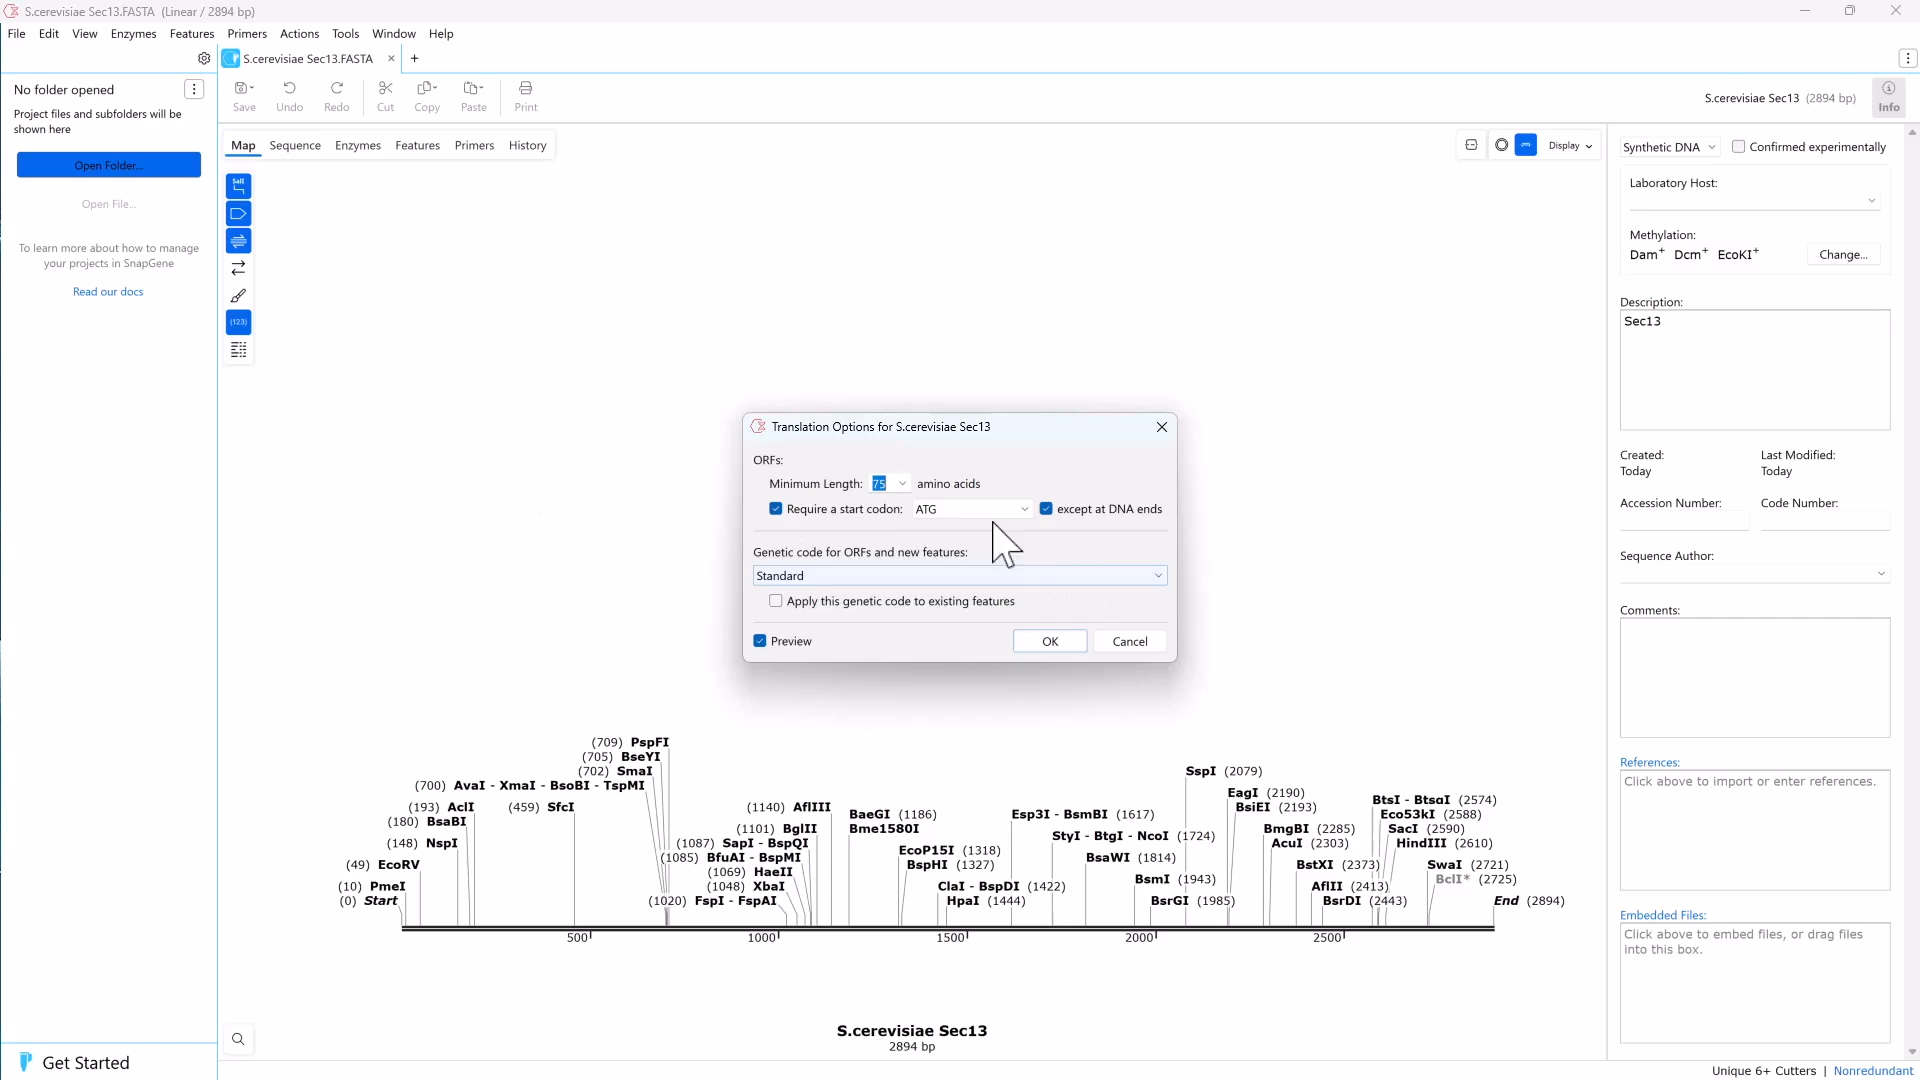 S.cerevisiae Sec13.FASTA (Linear / 2894 bp)
File Edit View Enzymes Features Primers Actions Tools Window Help
S.cerevisiae Sec13.FASTA
No folder opened
Project files and subfolders will be
shown here
Open Folder...
Open File...
To learn more about how to manage
your projects in SnapGene
Read our docs
Get Started
Save Undo Redo Cut Copy Paste Print
S.cerevisiae Sec13 (2894 bp)
Info
Map Sequence Enzymes Features Primers History
Display
SalI
(123)
Translation Options for S.cerevisiae Sec13
ORFs:
Minimum Length: 75 amino acids
Require a start codon: ATG except at DNA ends
Genetic code for ORFs and new features:
Standard
Apply this genetic code to existing features
Preview OK Cancel
(709) PspFI
(705) BseYI
(702) SmaI
(700) AvaI - XmaI - BsoBI - TspMI
(193) AclI (459) SfcI
(180) BsaBI
(148) NspI
(49) EcoRV
(10) PmeI
(0) Start
(1140) AflIII
(1101) BglII
(1087) SapI - BspQI
(1085) BfuAI - BspMI
(1069) HaeII
(1048) XbaI
(1020) FspI - FspAI
BaeGI (1186)
Bme1580I
EcoP15I (1318)
BspHI (1327)
ClaI - BspDI (1422)
HpaI (1444)
Esp3I - BsmBI (1617)
StyI - BtgI - NcoI (1724)
BsaWI (1814)
BsmI (1943)
BsrGI (1985)
SspI (2079)
EagI (2190)
BsiEI (2193)
BmgBI (2285)
AcuI (2303)
BstXI (2373)
AflII (2413)
BsrDI (2443)
BtsI - BtsαI (2574)
Eco53kI (2588)
SacI (2590)
HindIII (2610)
SwaI (2721)
BclI* (2725)
End (2894)
500 1000 1500 2000 2500
S.cerevisiae Sec13
2894 bp
Synthetic DNA Confirmed experimentally
Laboratory Host:
Methylation:
Dam+ Dcm+ EcoKI+ Change...
Description:
Sec13
Created: Last Modified:
Today Today
Accession Number: Code Number:
Sequence Author:
Comments:
References:
Click above to import or enter references.
Embedded Files:
Click above to embed files, or drag files
into this box.
Unique 6+ Cutters | Nonredundant